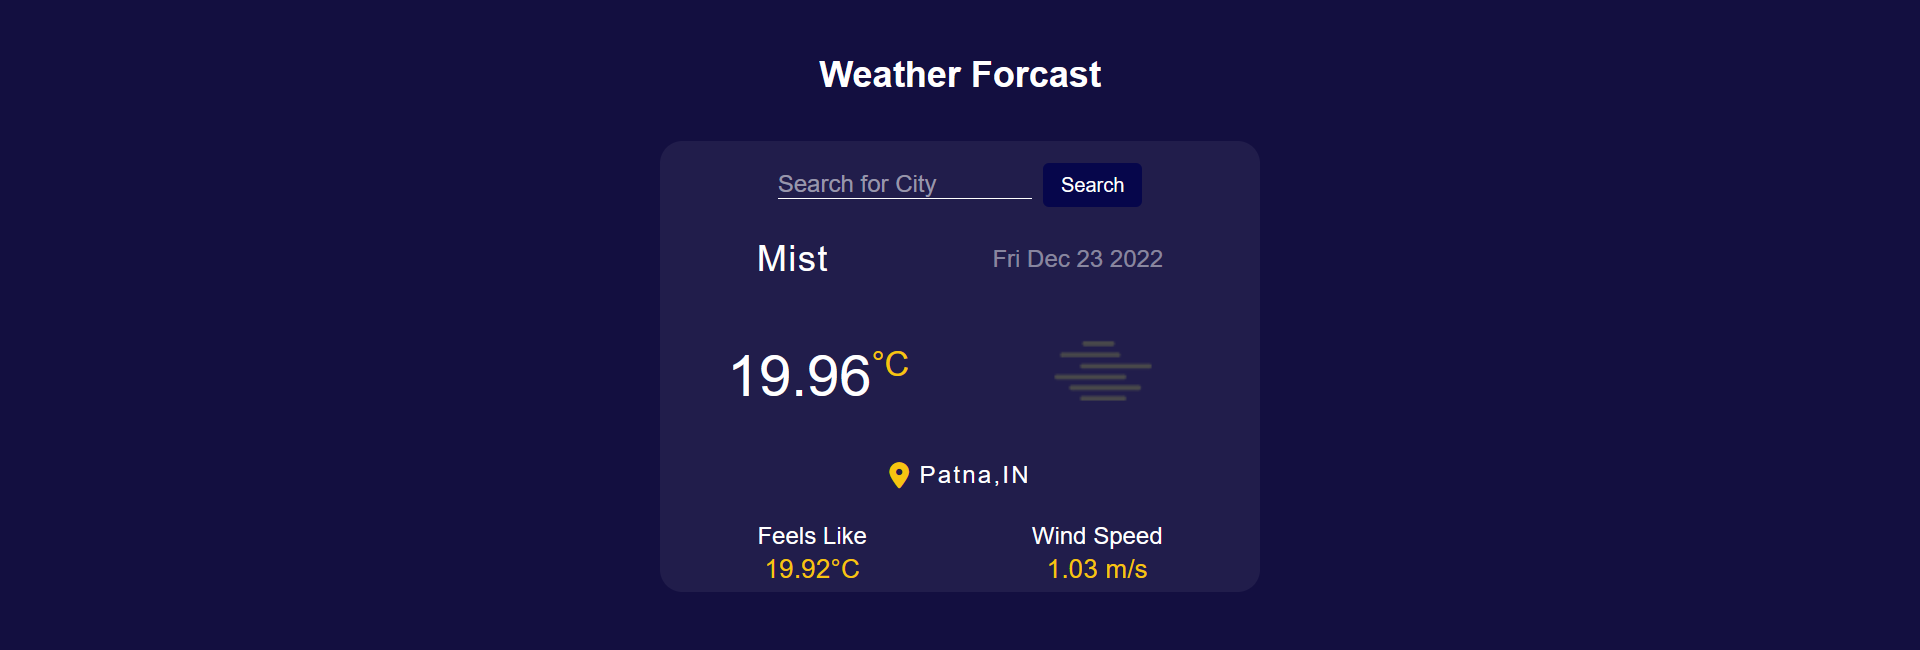 Weather Forcast
Search for City Search
Mist Fri Dec 23 2022
19.96°C
Patna,IN
Feels Like Wind Speed
19.92°C 1.03 m/s